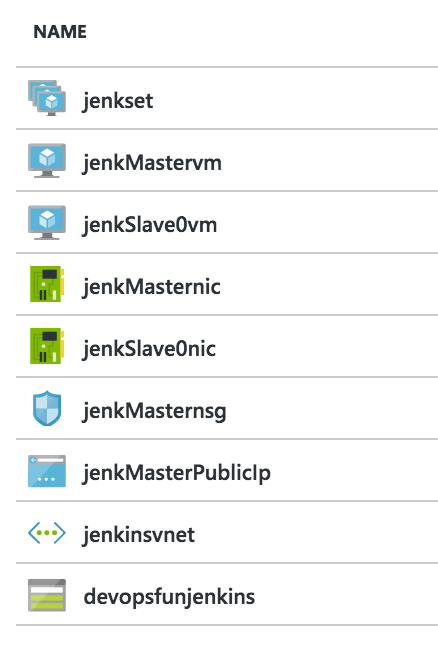 NAME
jenkset
jenkMastervm
jenkSlave0vm
jenkMasternic
jenkSlave0nic
jenkMasternsg
jenkMasterPublicIp
jenkinsvnet
devopsfunjenkins